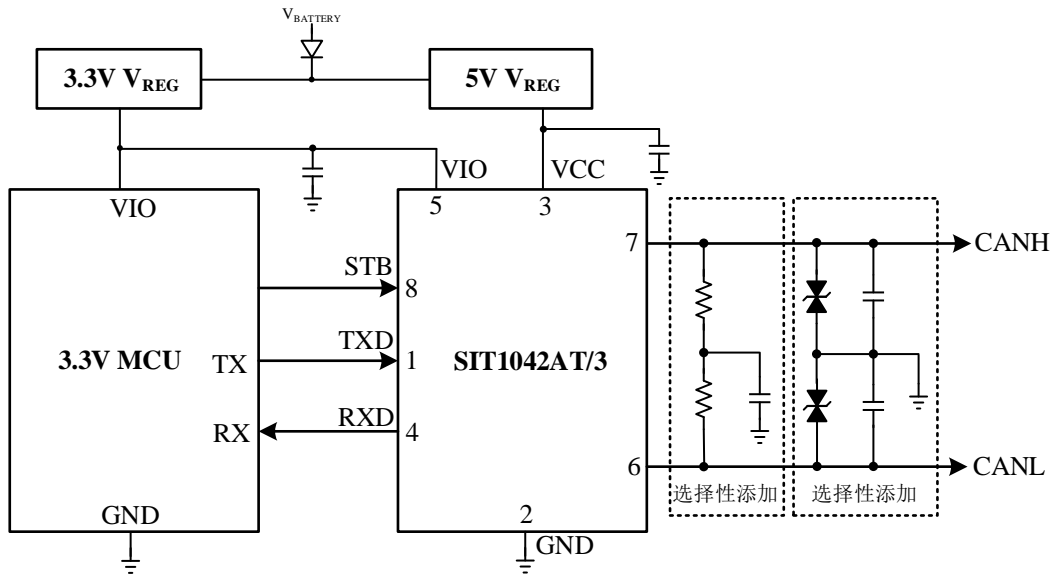 VBATTERY
3.3V VREG
5V VREG
VIO
VCC
5
3
VIO
7
CANH
STB
8
TXD
3.3V MCU
TX
1
SIT1042AT/3
RXD
RX
4
6
CANL
选择性添加
选择性添加
GND
2
GND